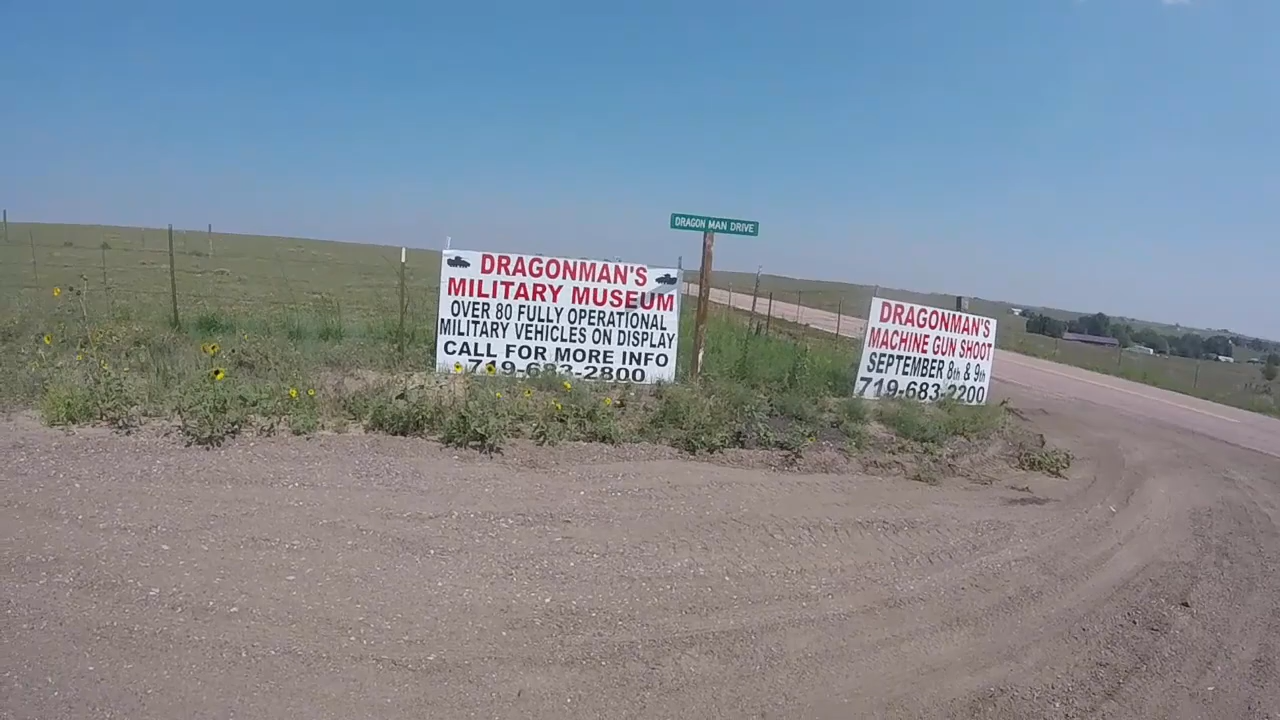 DRAGON MAN DRIVE
DRAGONMAN'S
MILITARY MUSEUM
OVER 80 FULLY OPERATIONAL
MILITARY VEHICLES ON DISPLAY
CALL FOR MORE INFO
719-683-2800
DRAGONMAN'S
MACHINE GUN SHOOT
SEPTEMBER 8th & 9th
719-683-2200